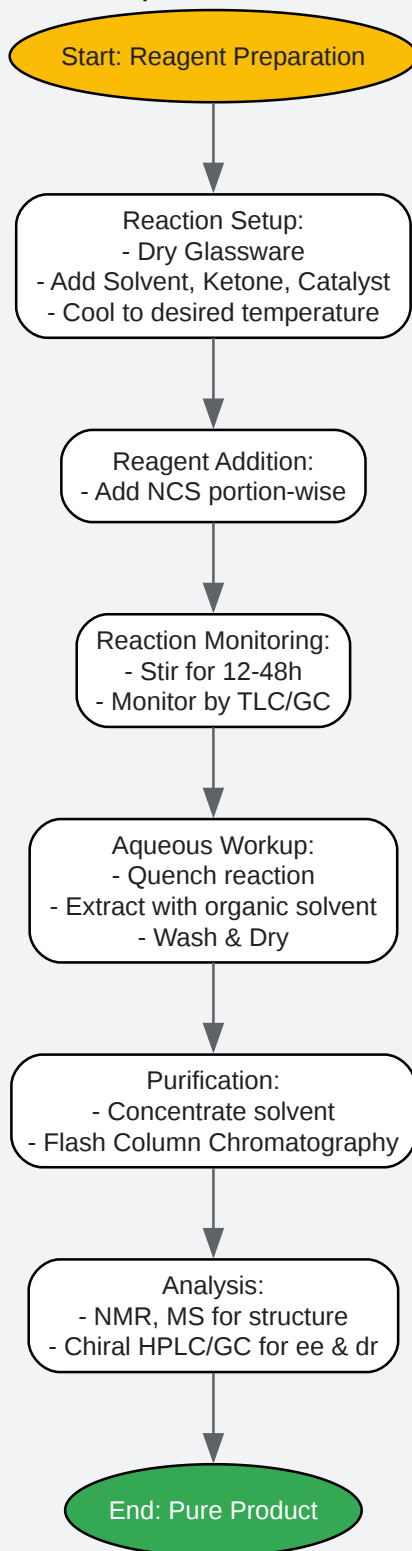 Start: Reagent Preparation
Reaction Setup:
- Dry Glassware
- Add Solvent, Ketone, Catalyst
- Cool to desired temperature
Reagent Addition:
- Add NCS portion-wise
Reaction Monitoring:
- Stir for 12-48h
- Monitor by TLC/GC
Aqueous Workup:
- Quench reaction
- Extract with organic solvent
- Wash & Dry
Purification:
- Concentrate solvent
- Flash Column Chromatography
Analysis:
- NMR, MS for structure
- Chiral HPLC/GC for ee & dr
End: Pure Product